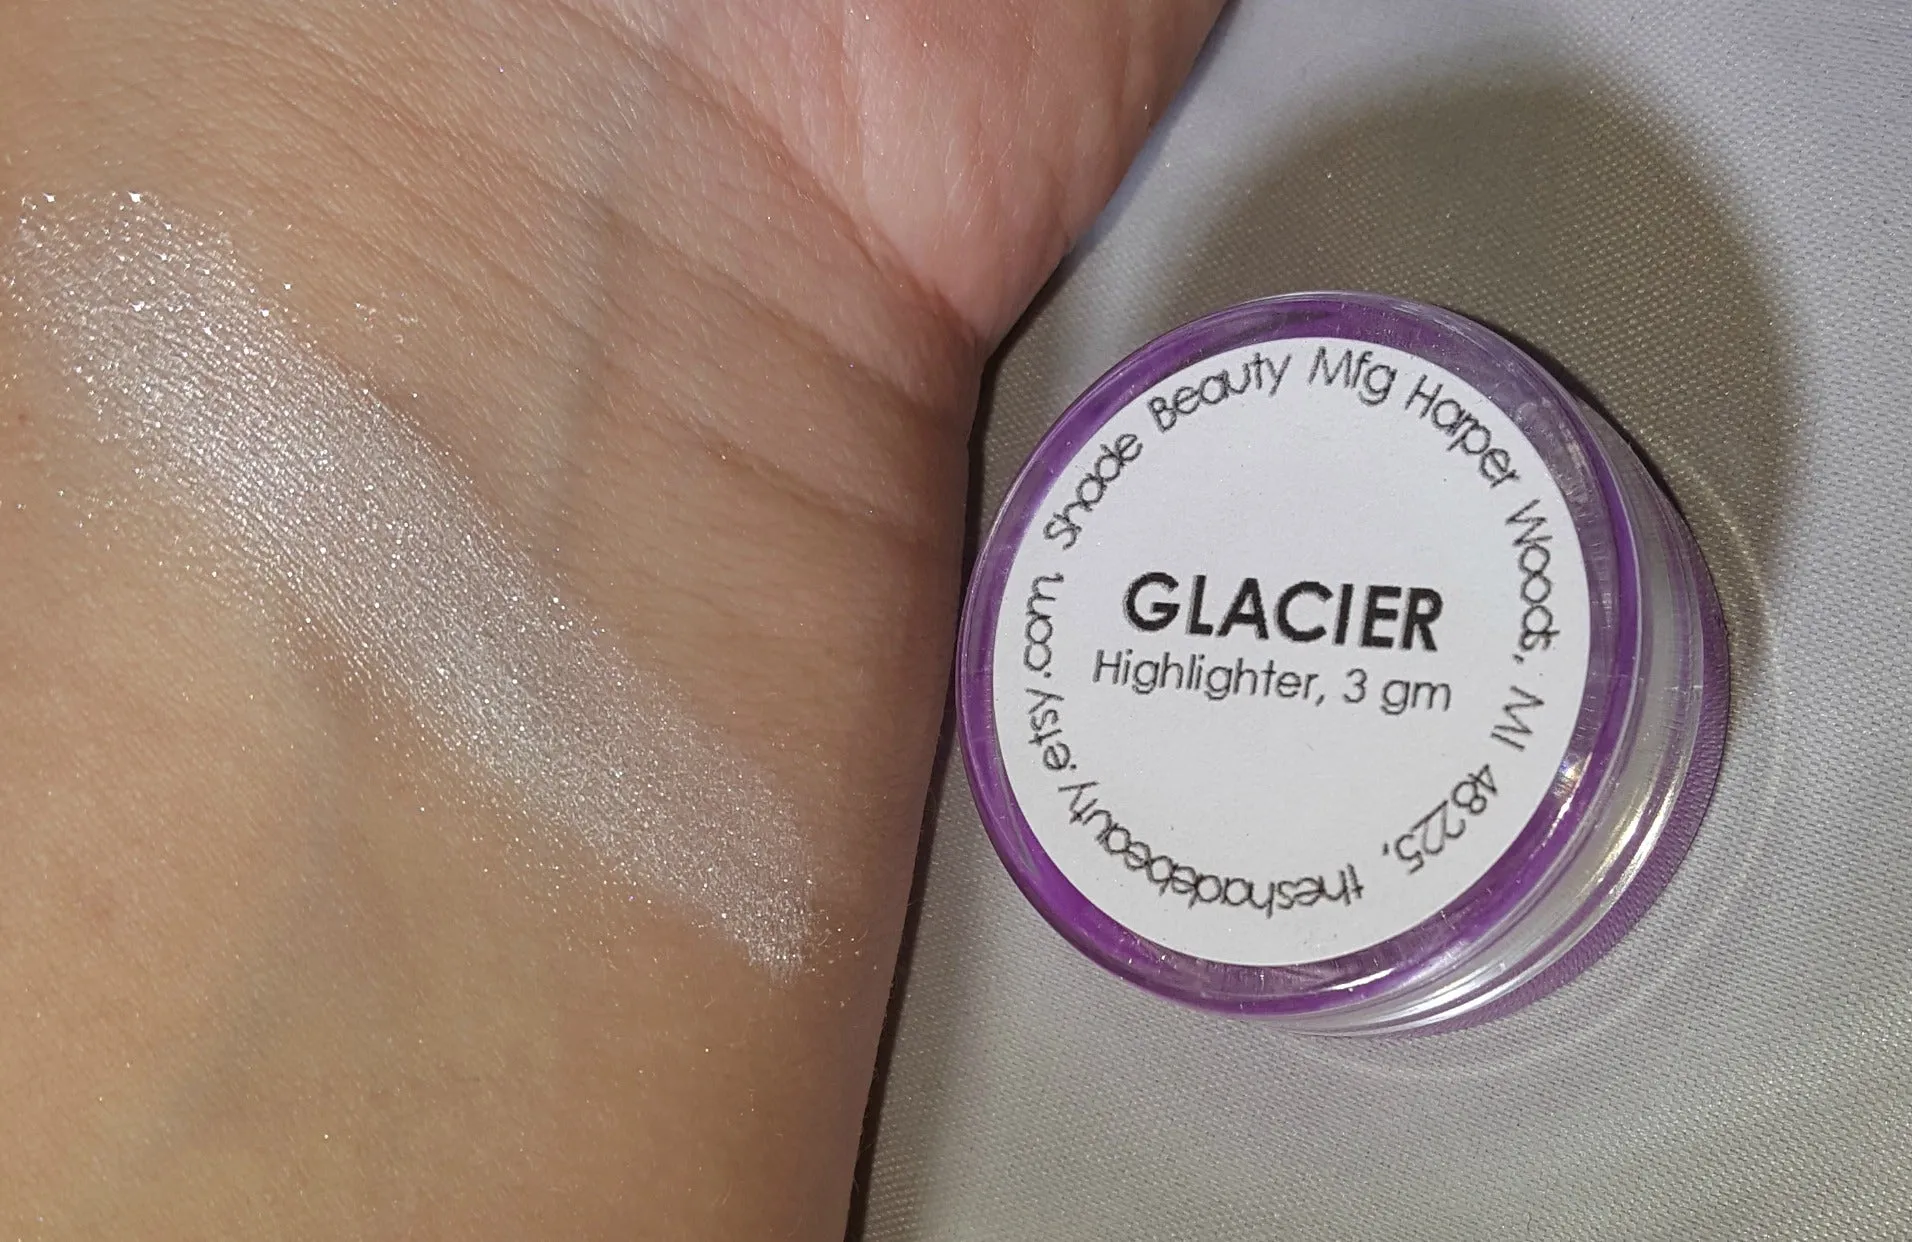 Shade Beauty Mfg Harper Woods, MI 48225, theshadebeauty.etsy.com
GLACIER
Highlighter, 3 gm